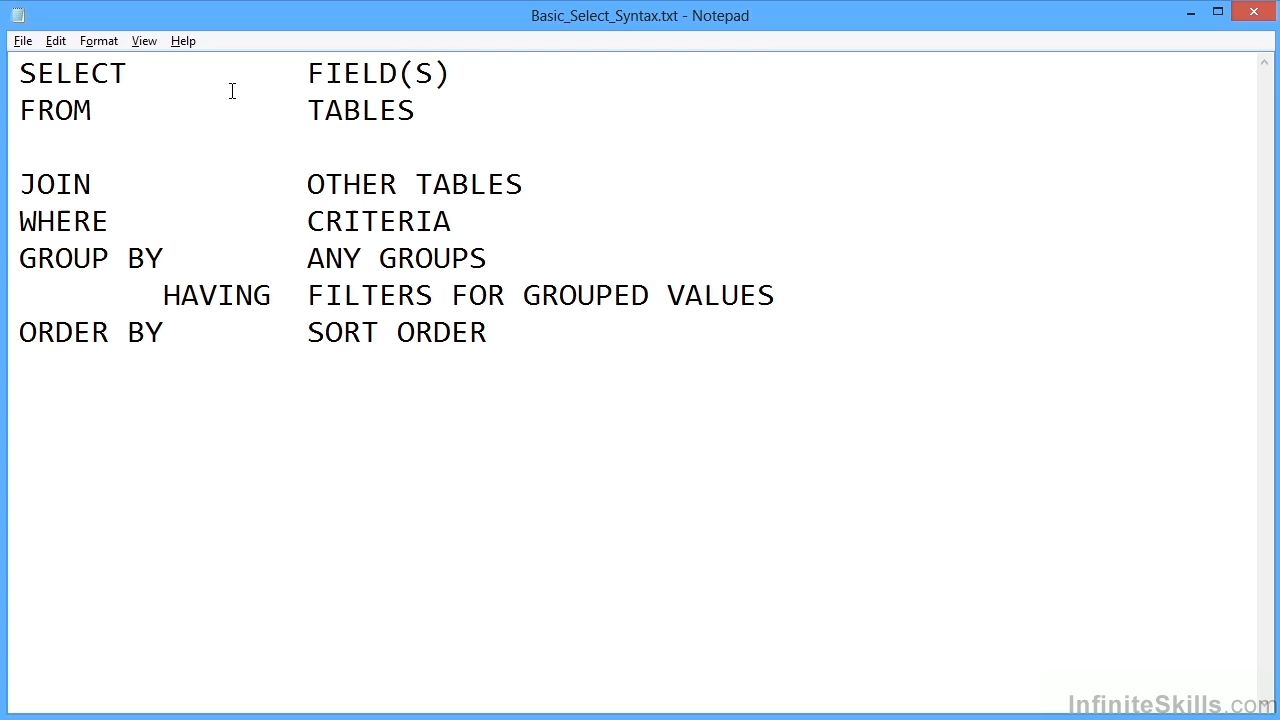 Basic_Select_Syntax.txt - Notepad
File Edit Format View Help
SELECT FIELD(S)
FROM TABLES
JOIN OTHER TABLES
WHERE CRITERIA
GROUP BY ANY GROUPS
HAVING FILTERS FOR GROUPED VALUES
ORDER BY SORT ORDER
InfiniteSkills.com